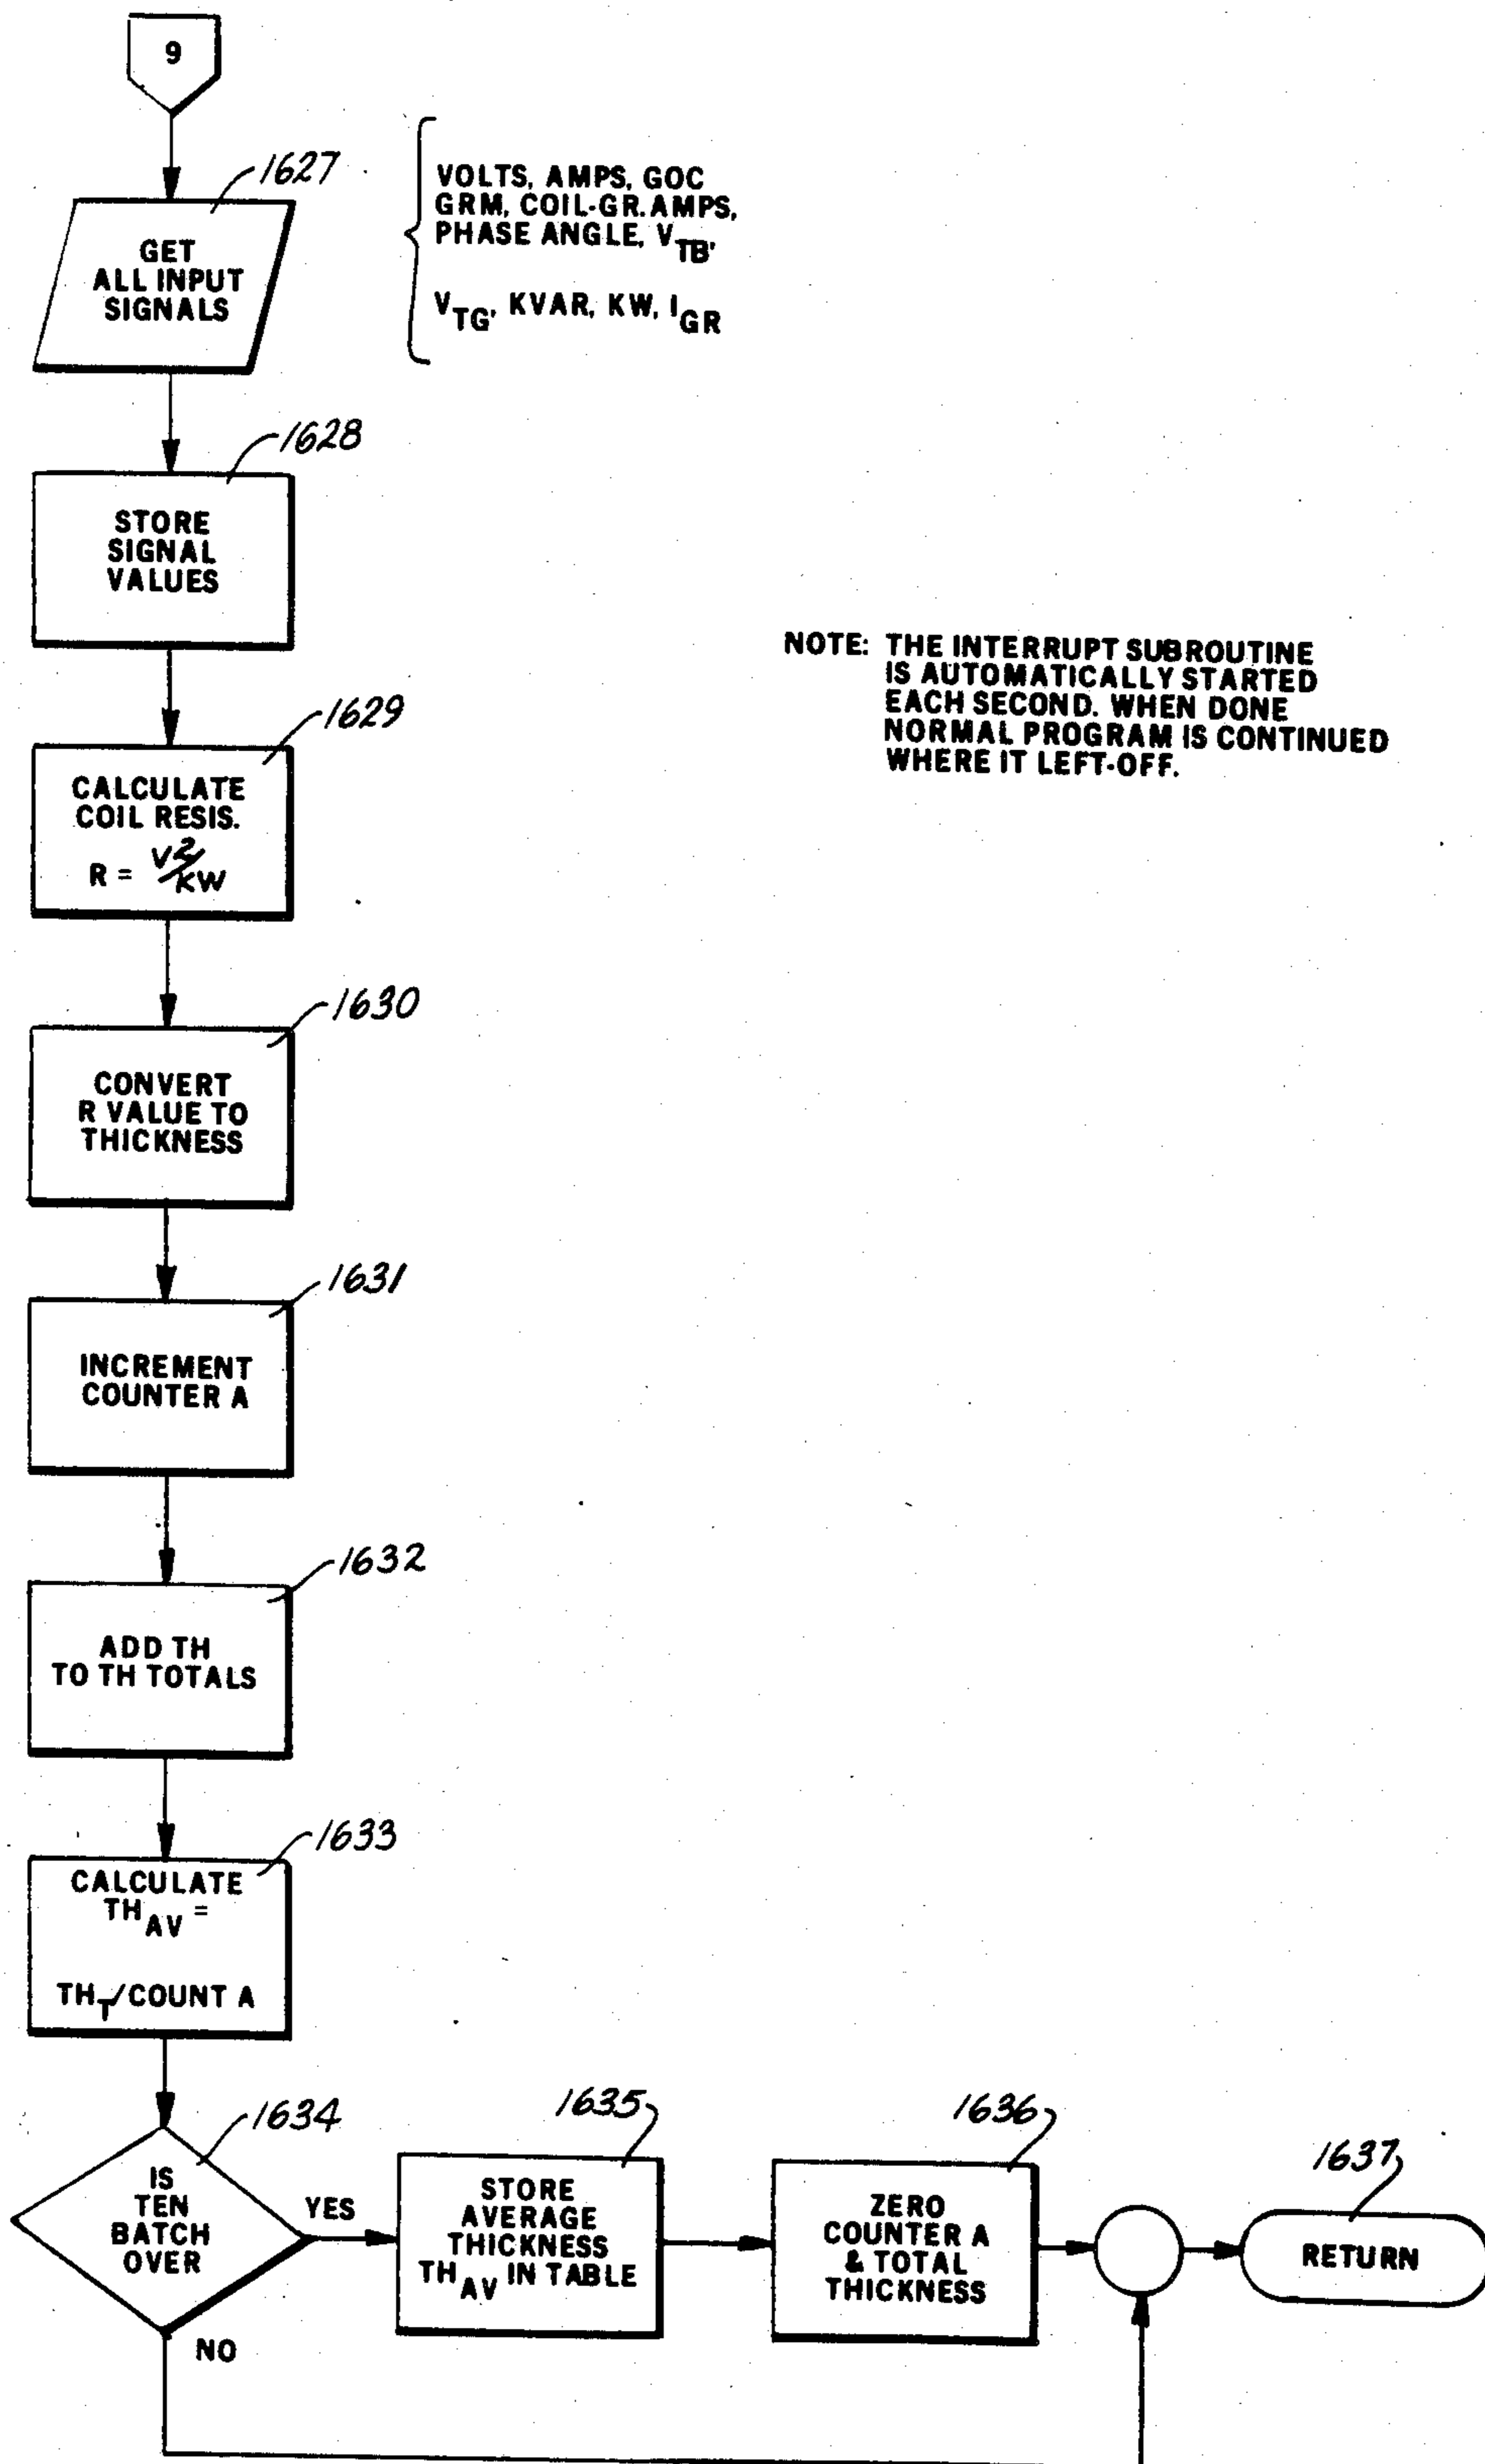 9
1627
VOLTS, AMPS, GOC
GRM, COIL-GR. AMPS,
PHASE ANGLE, VTB,
VTG, KVAR, KW, IGR
GET
ALL INPUT
SIGNALS
1628
STORE
SIGNAL
VALUES
NOTE: THE INTERRUPT SUBROUTINE
IS AUTOMATICALLY STARTED
EACH SECOND. WHEN DONE
NORMAL PROGRAM IS CONTINUED
WHERE IT LEFT-OFF.
1629
CALCULATE
COIL RESIS.
R = V2/KW
1630
CONVERT
R VALUE TO
THICKNESS
1631
INCREMENT
COUNTER A
1632
ADD TH
TO TH TOTALS
1633
CALCULATE
THAV =
THT/COUNT A
1634
IS
TEN
BATCH
OVER
YES
NO
1635
STORE
AVERAGE
THICKNESS
THAV IN TABLE
1636
ZERO
COUNTER A
& TOTAL
THICKNESS
1637
RETURN